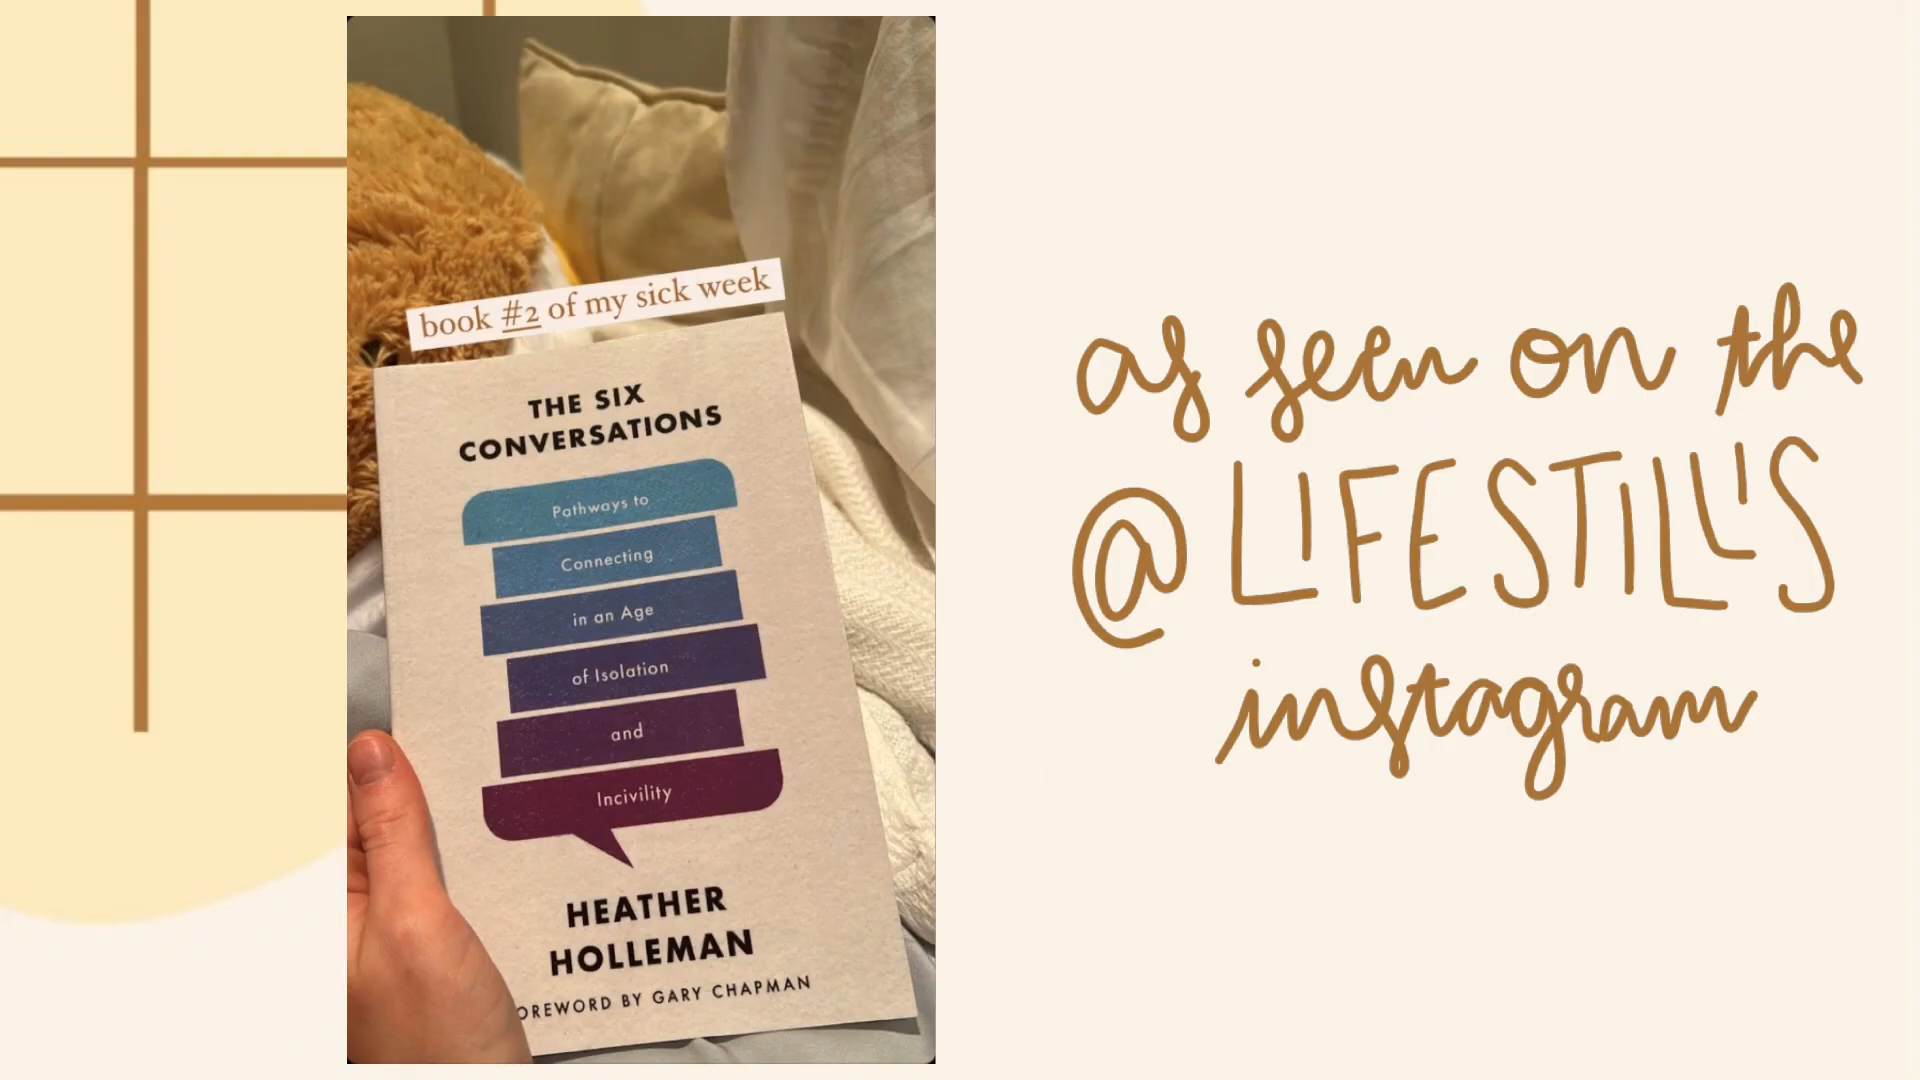 book #2 of my sick week
THE SIX
CONVERSATIONS
Pathways to
Connecting
in an Age
of Isolation
and
Incivility
HEATHER
HOLLEMAN
OREWORD BY GARY CHAPMAN
as seen on the
@LIFESTILLIS
instagram